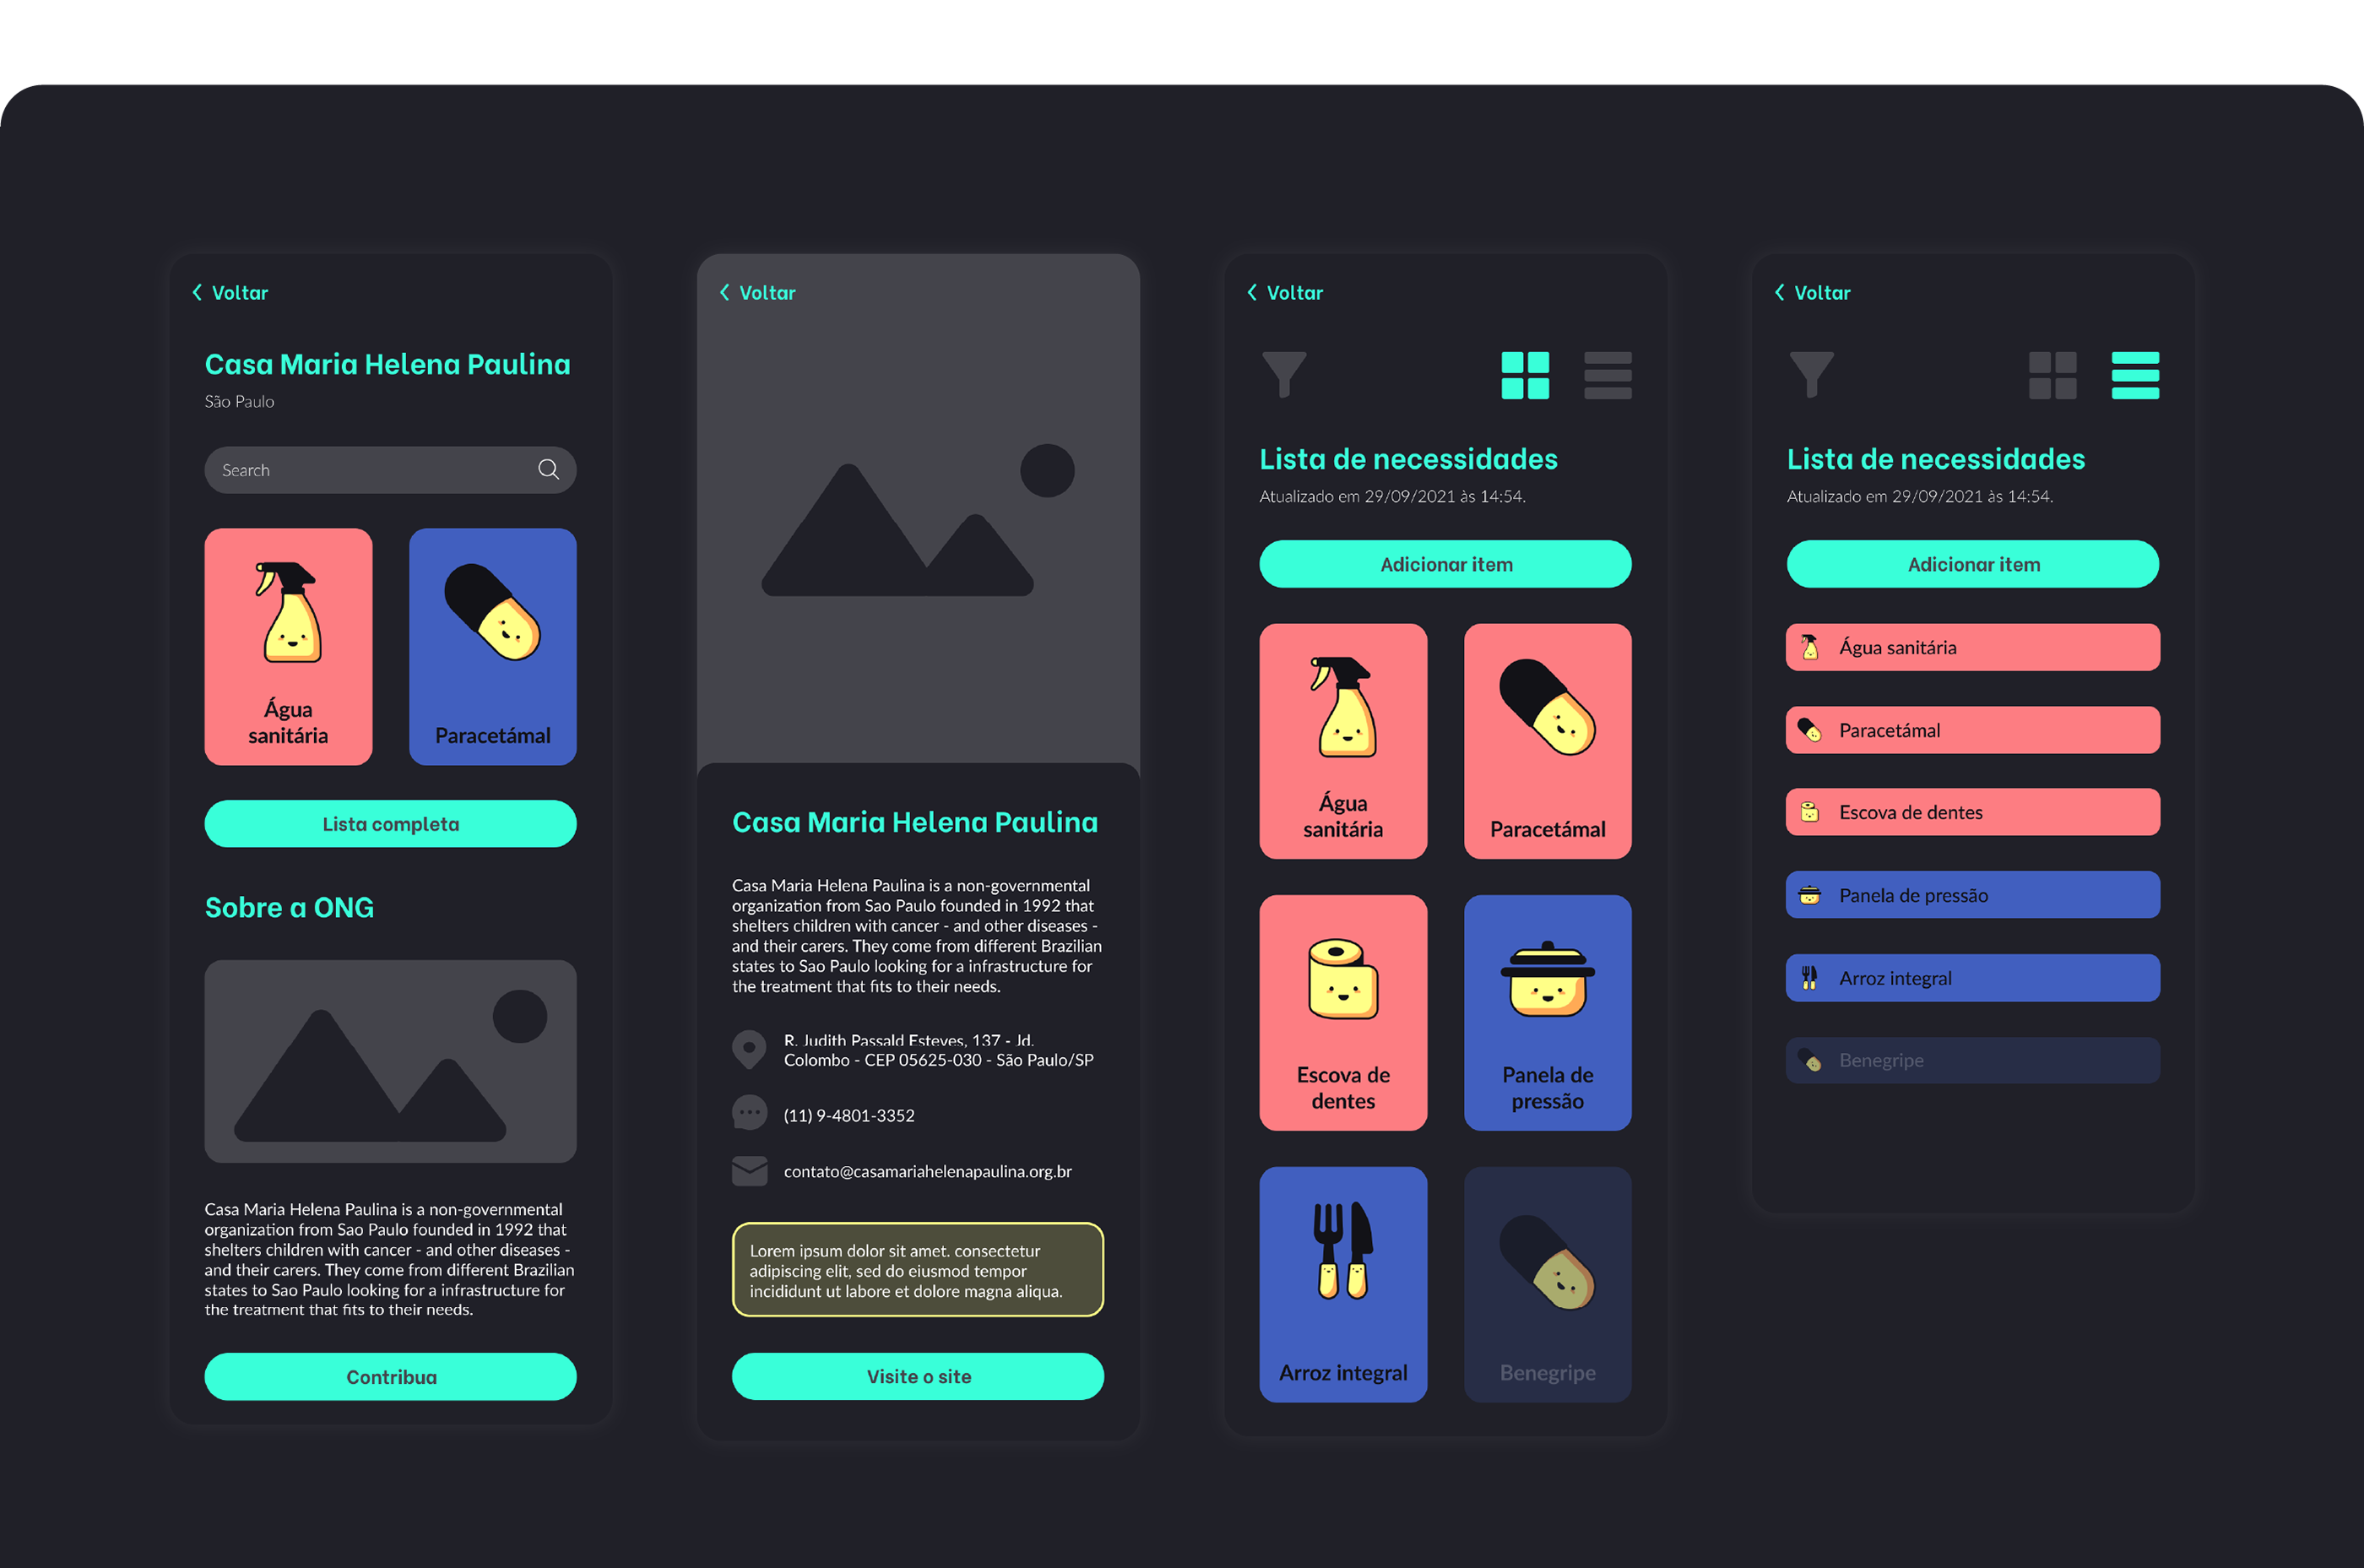 Voltar
Casa Maria Helena Paulina
São Paulo
Search
Água
sanitária
Paracetámal
Lista completa
Sobre a ONG
Casa Maria Helena Paulina is a non-governmental
organization from Sao Paulo founded in 1992 that
shelters children with cancer - and other diseases -
and their carers. They come from different Brazilian
states to Sao Paulo looking for a infrastructure for
the treatment that fits to their needs.
Contribua
Voltar
Casa Maria Helena Paulina
Casa Maria Helena Paulina is a non-governmental
organization from Sao Paulo founded in 1992 that
shelters children with cancer - and other diseases -
and their carers. They come from different Brazilian
states to Sao Paulo looking for a infrastructure for
the treatment that fits to their needs.
R. Judith Passald Esteves, 137 - Jd.
Colombo - CEP 05625-030 - São Paulo/SP
(11) 9-4801-3352
contato@casamariahelenapaulina.org.br
Lorem ipsum dolor sit amet. consectetur
adipiscing elit, sed do eiusmod tempor
incididunt ut labore et dolore magna aliqua.
Visite o site
Voltar
Lista de necessidades
Atualizado em 29/09/2021 às 14:54.
Adicionar item
Água
sanitária
Paracetámal
Escova de
dentes
Panela de
pressão
Arroz integral
Benegripe
Voltar
Lista de necessidades
Atualizado em 29/09/2021 às 14:54.
Adicionar item
Água sanitária
Paracetámal
Escova de dentes
Panela de pressão
Arroz integral
Benegripe